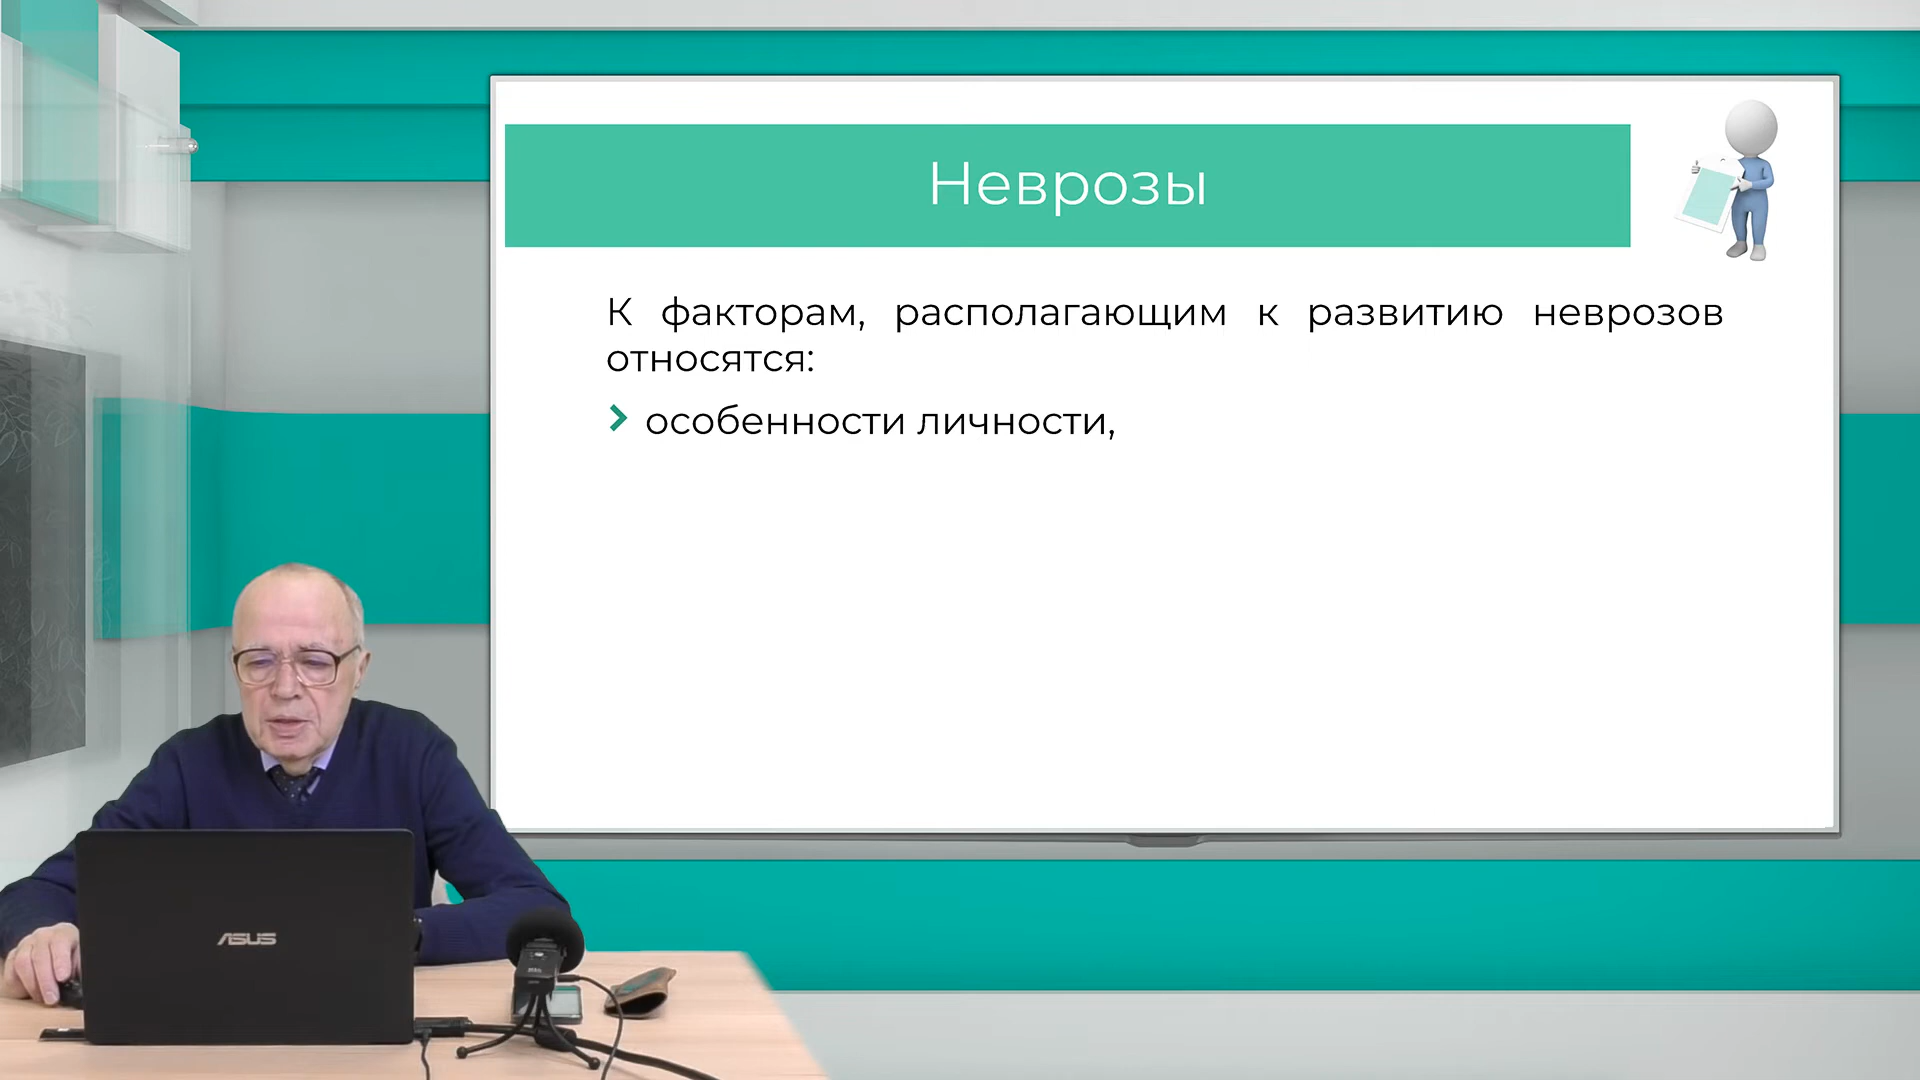 Неврозы
К факторам, располагающим к развитию неврозов
относятся:
особенности личности,
ASUS